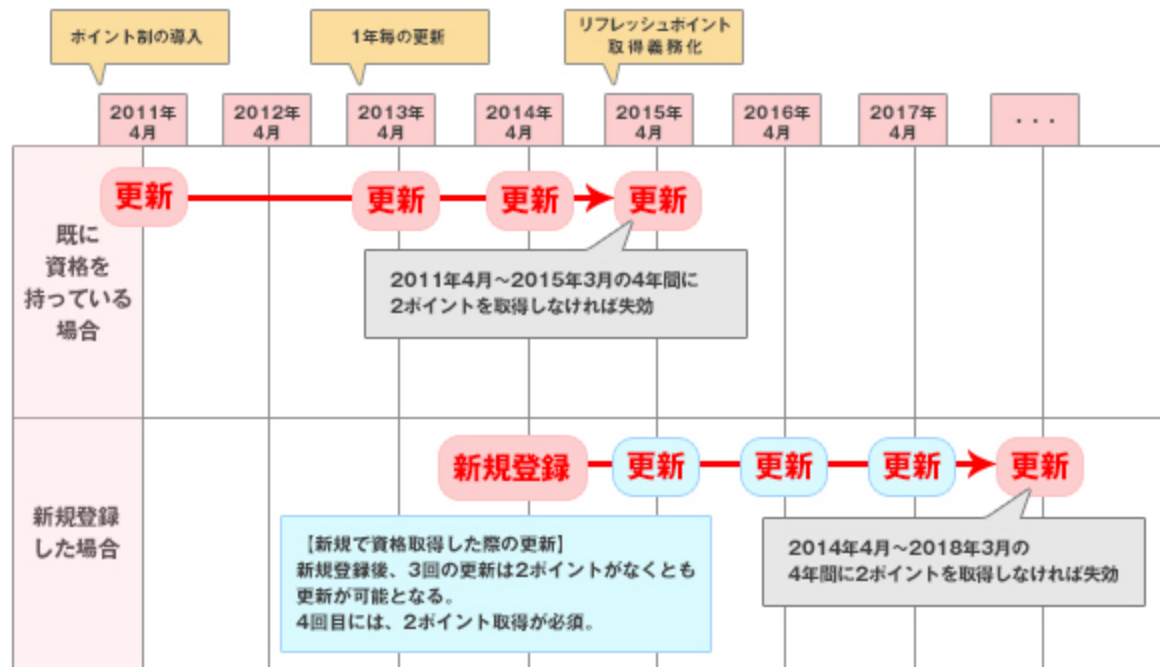 ポイント制の導入
1年毎の更新
リフレッシュポイント
取得義務化
2011年
4月
2012年
4月
2013年
4月
2014年
4月
2015年
4月
2016年
4月
2017年
4月
・・・
既に
資格を
持っている
場合
更新
更新
更新
更新
2011年4月～2015年3月の4年間に
2ポイントを取得しなければ失効
新規登録
した場合
新規登録
更新
更新
更新
更新
【新規で資格取得した際の更新】
新規登録後、3回の更新は2ポイントがなくとも
更新が可能となる。
4回目には、2ポイント取得が必須。
2014年4月～2018年3月の
4年間に2ポイントを取得しなければ失効